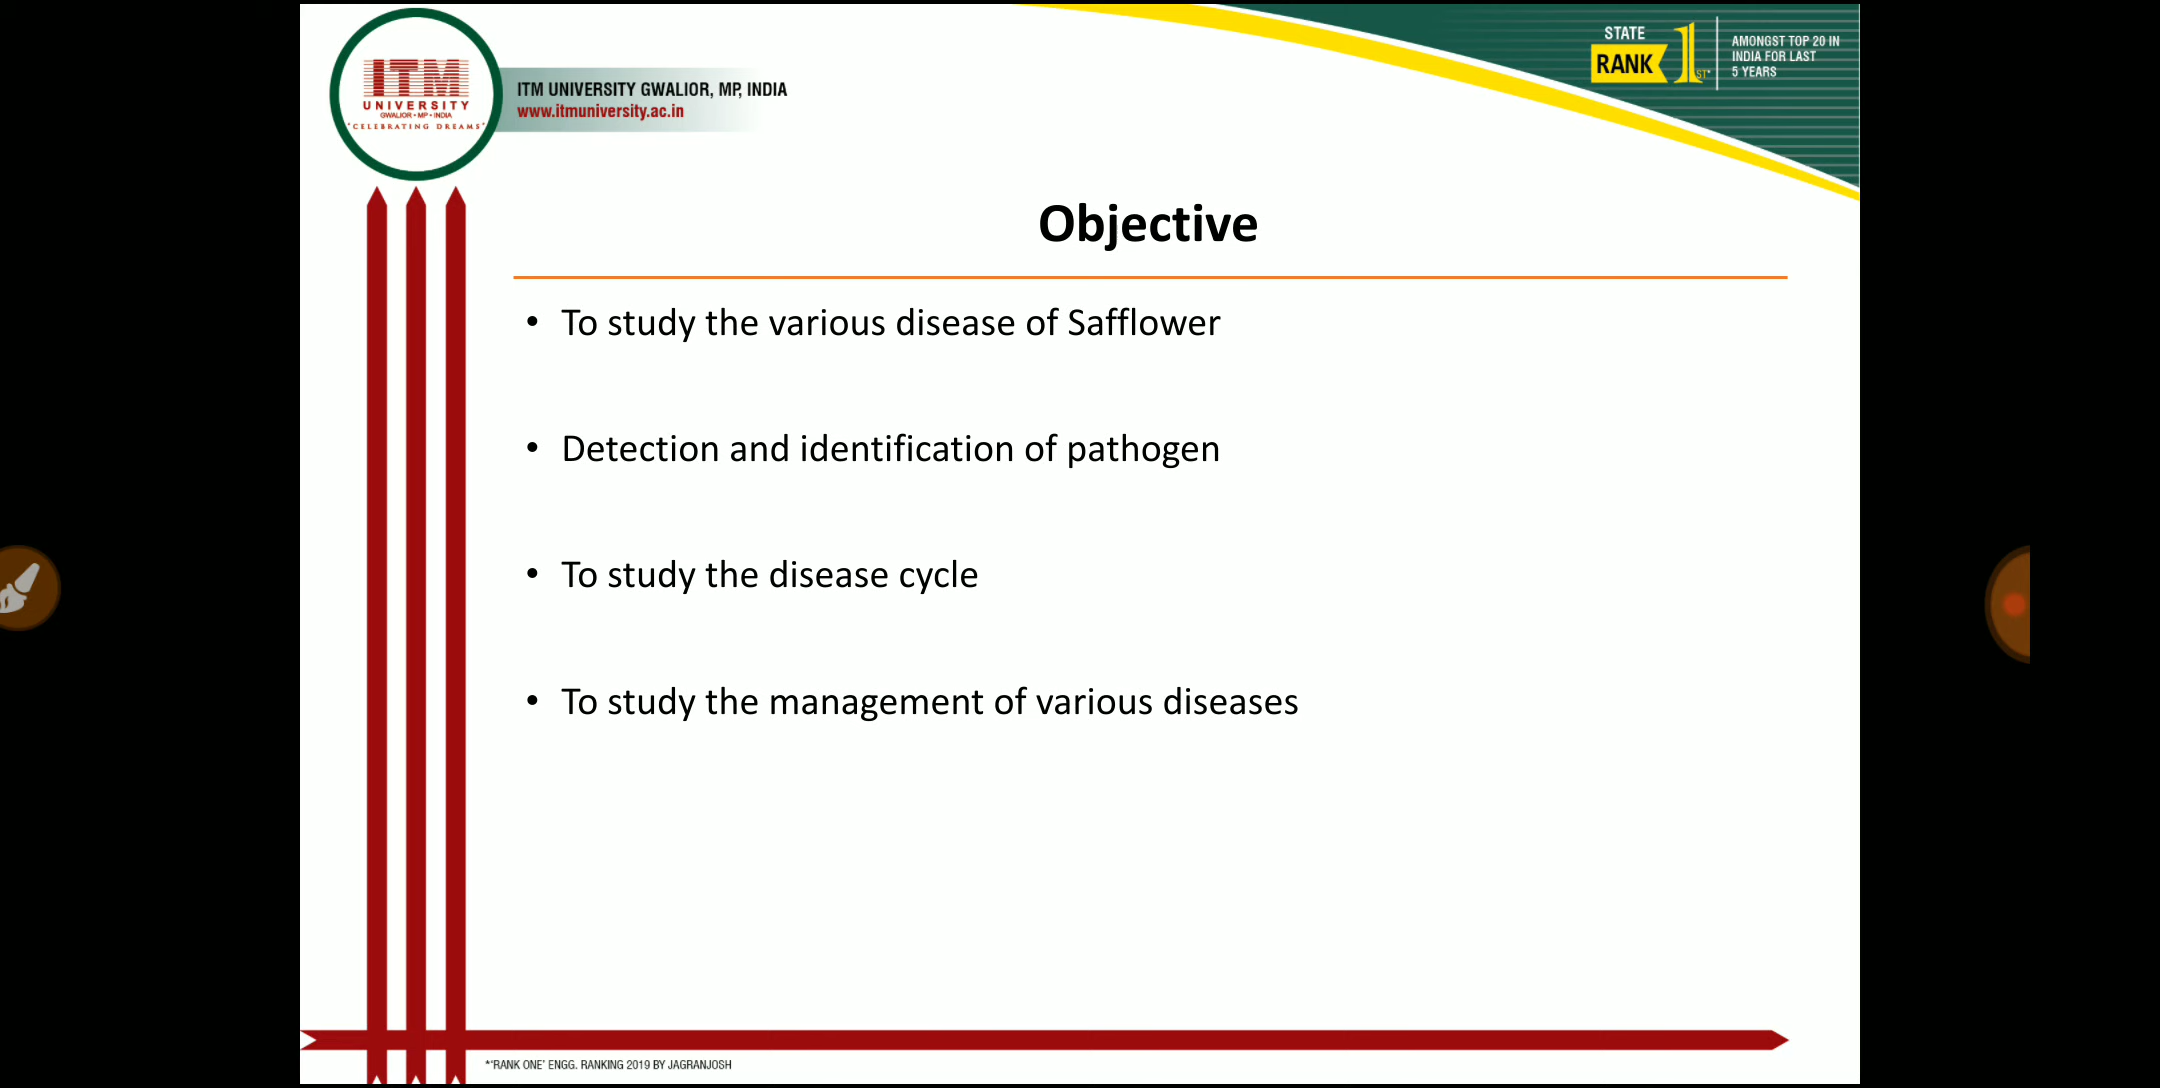 ITM
UNIVERSITY
GWALIOR • MP • INDIA
"CELEBRATING DREAMS"
ITM UNIVERSITY GWALIOR, MP, INDIA
www.itmuniversity.ac.in
STATE
RANK 1ST*
AMONGST TOP 20 IN
INDIA FOR LAST
5 YEARS
Objective
• To study the various disease of Safflower
• Detection and identification of pathogen
• To study the disease cycle
• To study the management of various diseases
*'RANK ONE' ENGG. RANKING 2019 BY JAGRANJOSH